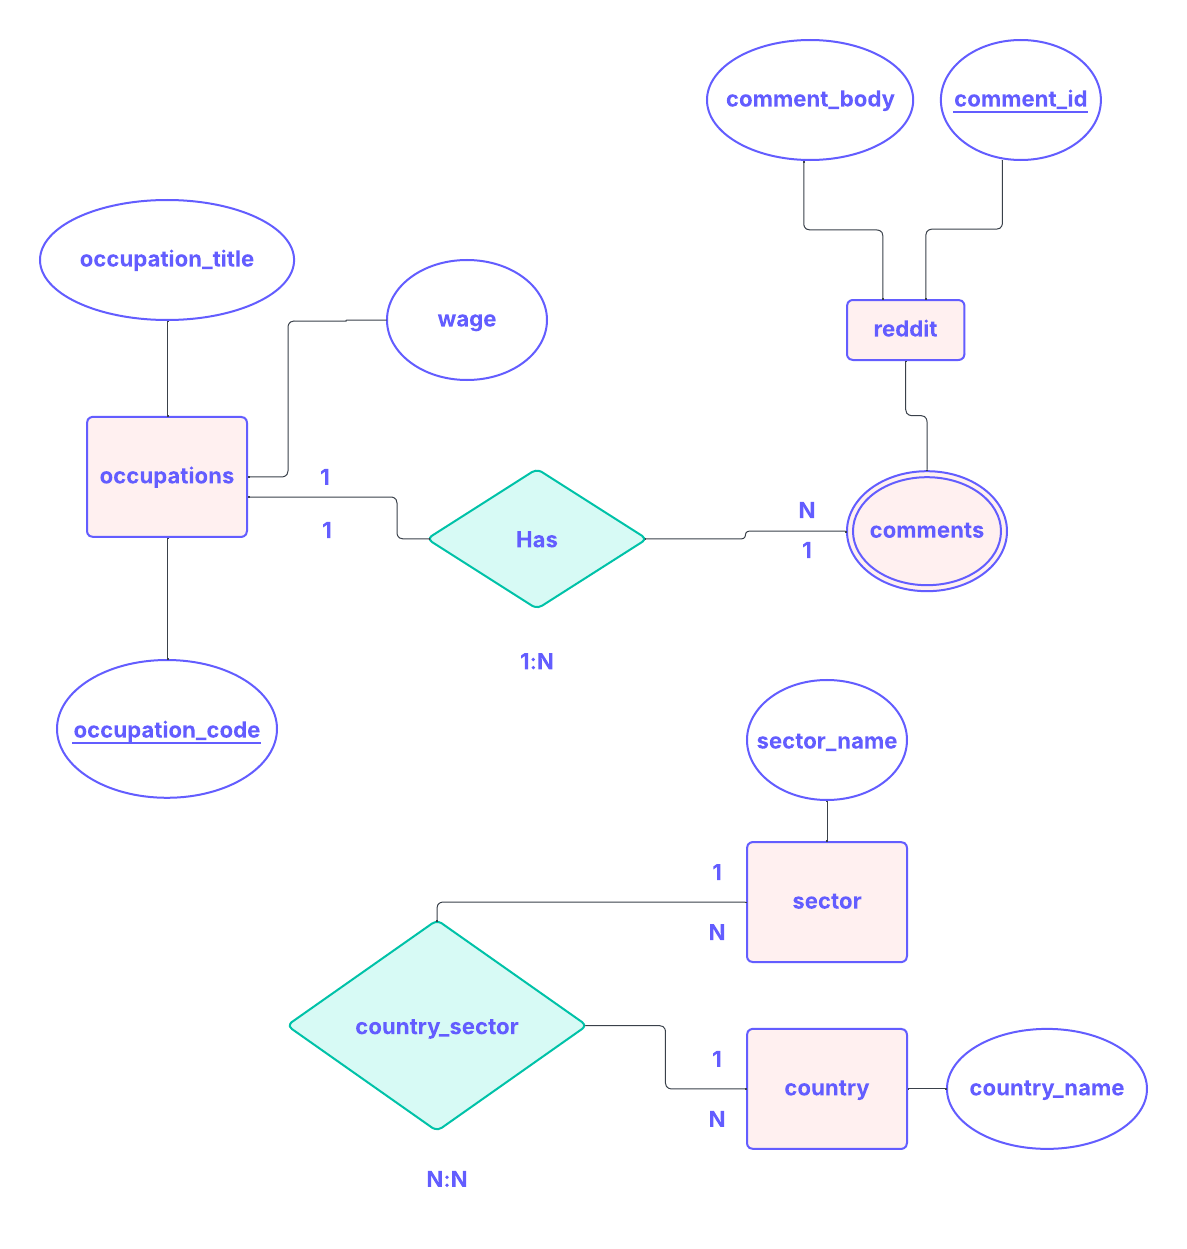 comment_body
comment_id
occupation_title
wage
reddit
occupations
1
1
Has
N
1
comments
1:N
occupation_code
sector_name
1
N
sector
country_sector
1
N
country
country_name
N:N